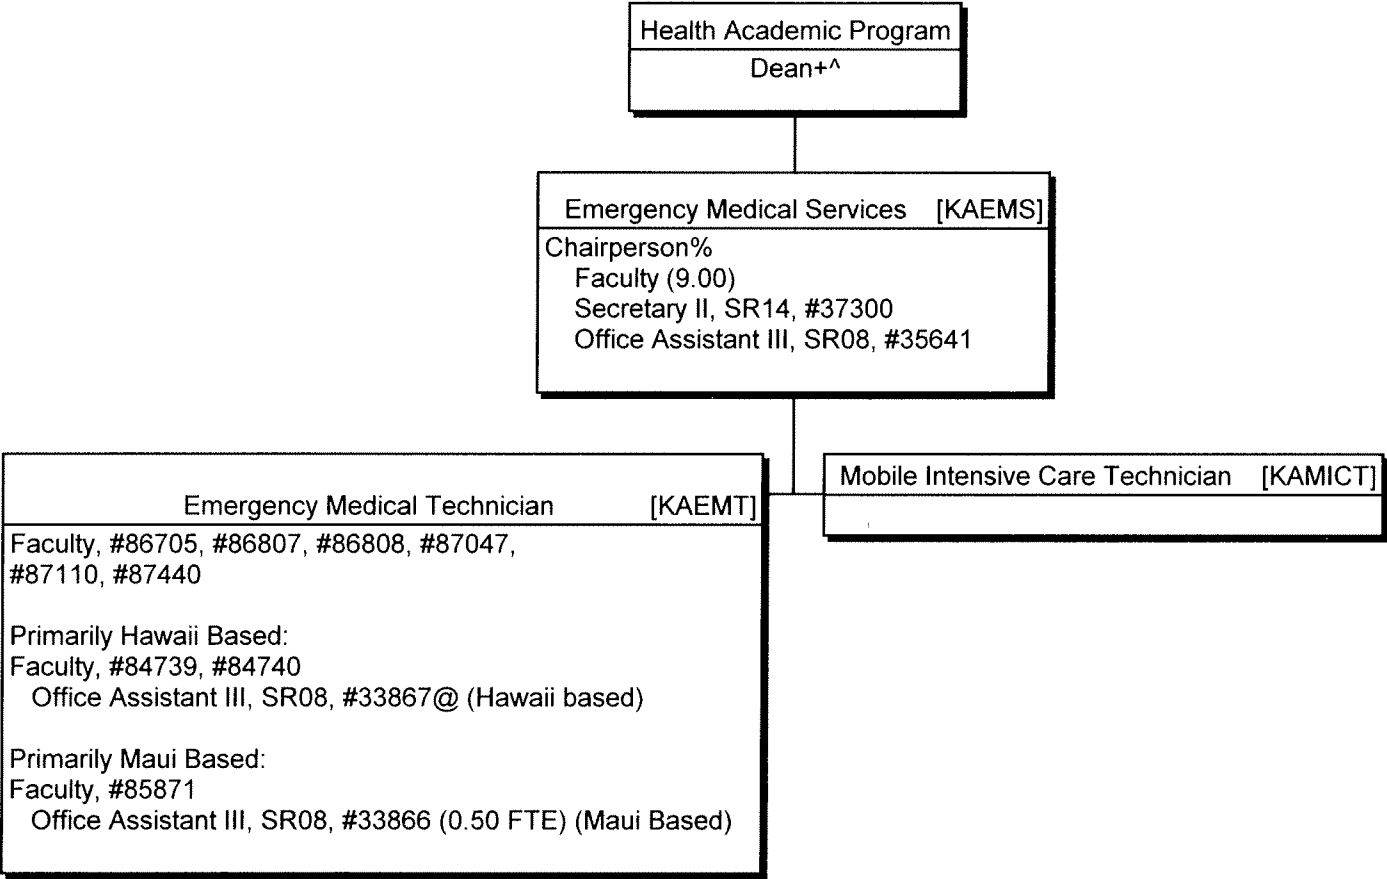 Health Academic Program
Dean+^
Emergency Medical Services [KAEMS]
Chairperson%
Faculty (9.00)
Secretary II, SR14, #37300
Office Assistant III, SR08, #35641
Emergency Medical Technician [KAEMT]
Faculty, #86705, #86807, #86808, #87047,
#87110, #87440
Primarily Hawaii Based:
Faculty, #84739, #84740
Office Assistant III, SR08, #33867@ (Hawaii based)
Primarily Maui Based:
Faculty, #85871
Office Assistant III, SR08, #33866 (0.50 FTE) (Maui Based)
Mobile Intensive Care Technician [KAMICT]